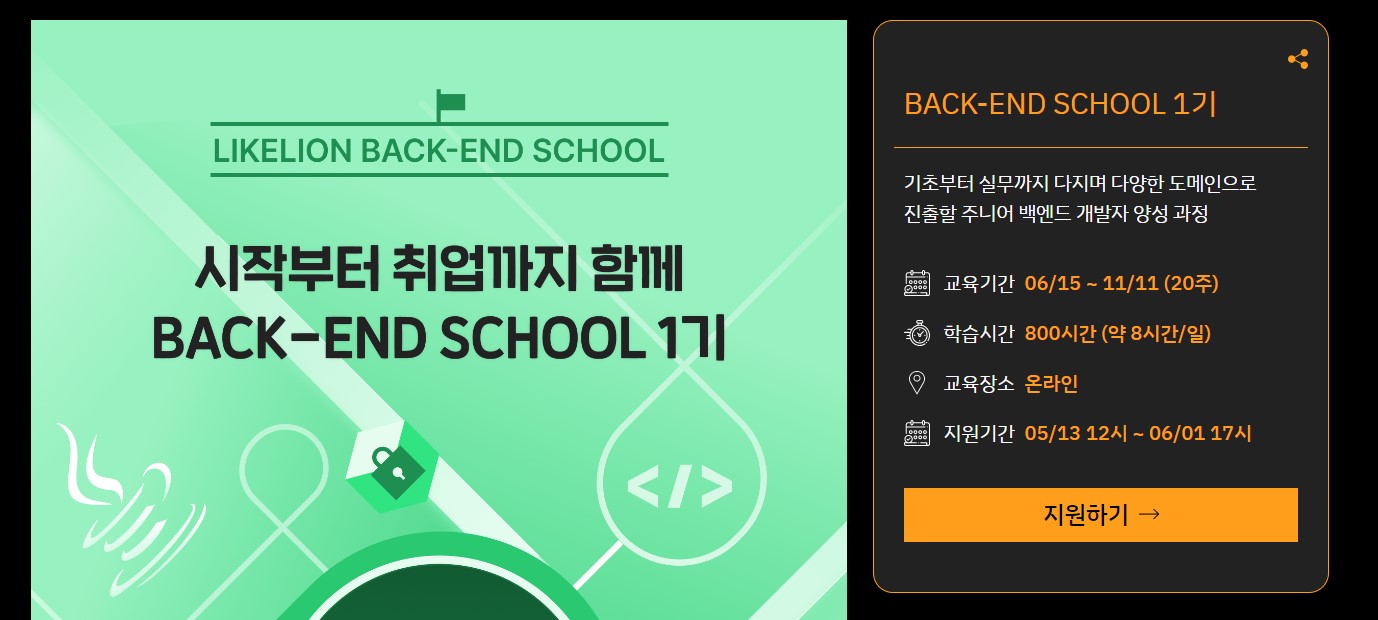 LIKELION BACK-END SCHOOL
시작부터 취업까지 함께
BACK-END SCHOOL 1기
</>
BACK-END SCHOOL 1기
기초부터 실무까지 다지며 다양한 도메인으로
진출할 주니어 백엔드 개발자 양성 과정
교육기간 06/15 ~ 11/11 (20주)
학습시간 800시간 (약 8시간/일)
교육장소 온라인
지원기간 05/13 12시 ~ 06/01 17시
지원하기 →